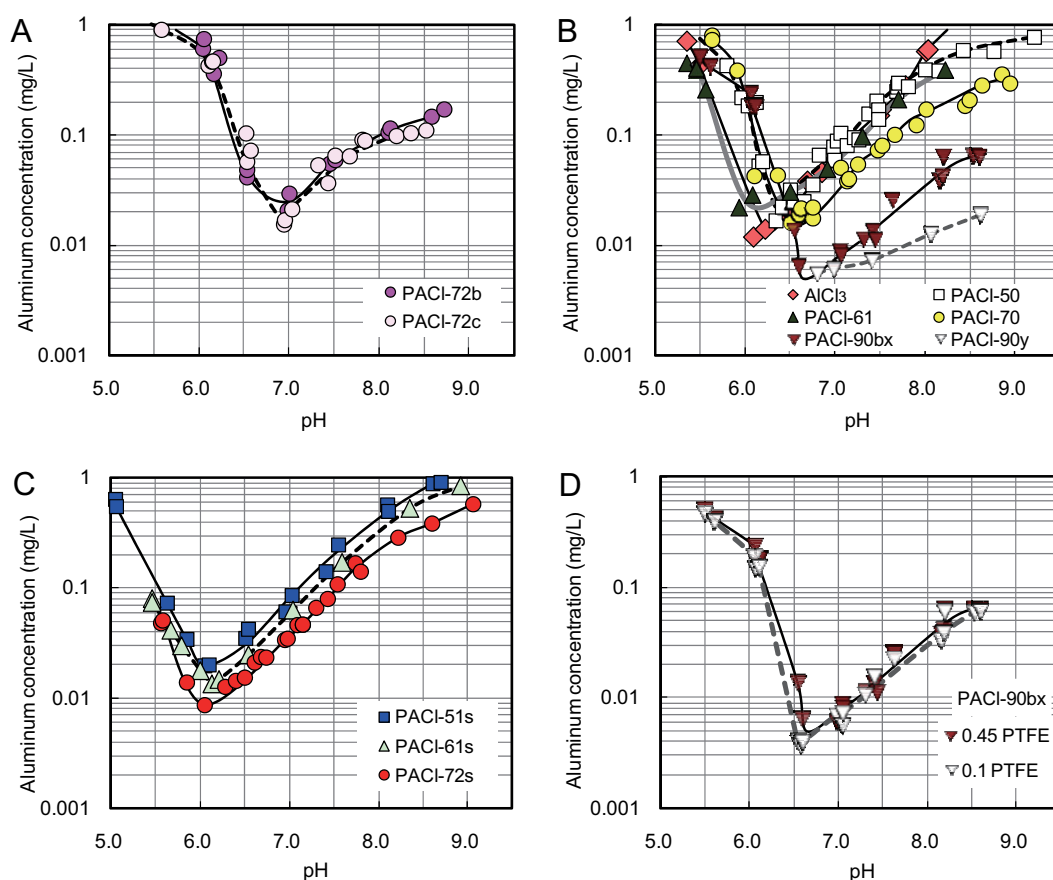 A
Aluminum concentration (mg/L)
1
0.1
0.01
0.001
5.0 6.0 7.0 8.0 9.0
pH
PACl-72b
PACl-72c
B
Aluminum concentration (mg/L)
1
0.1
0.01
0.001
5.0 6.0 7.0 8.0 9.0
pH
AlCl3 PACl-50
PACl-61 PACl-70
PACl-90bx PACl-90y
C
Aluminum concentration (mg/L)
1
0.1
0.01
0.001
5.0 6.0 7.0 8.0 9.0
pH
PACl-51s
PACl-61s
PACl-72s
D
Aluminum concentration (mg/L)
1
0.1
0.01
0.001
5.0 6.0 7.0 8.0 9.0
pH
PACl-90bx
0.45 PTFE
0.1 PTFE